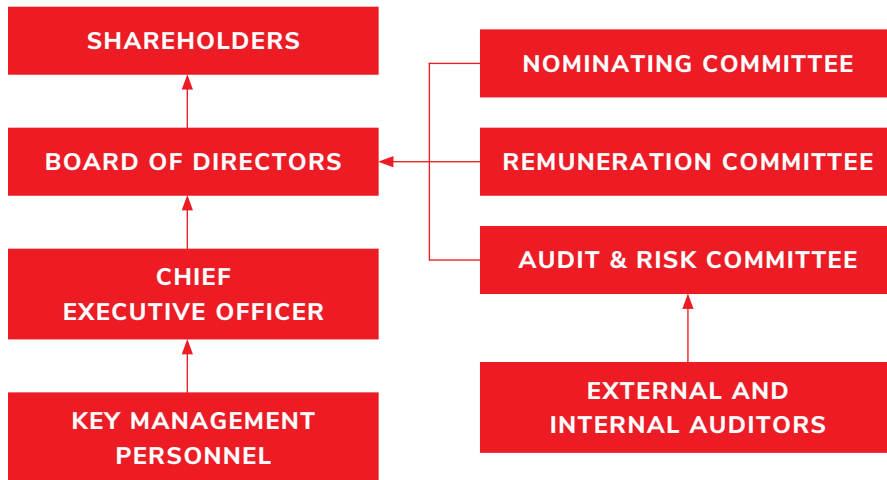 SHAREHOLDERS
BOARD OF DIRECTORS
CHIEF
EXECUTIVE OFFICER
KEY MANAGEMENT
PERSONNEL
NOMINATING COMMITTEE
REMUNERATION COMMITTEE
AUDIT & RISK COMMITTEE
EXTERNAL AND
INTERNAL AUDITORS